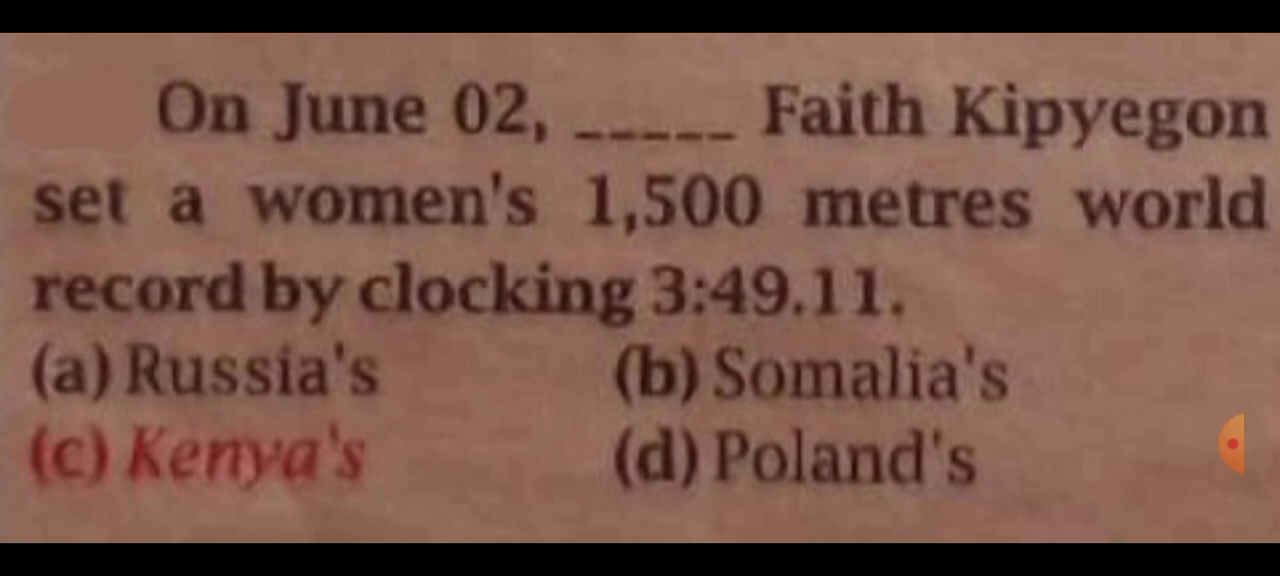 On June 02, _____ Faith Kipyegon
set a women's 1,500 metres world
record by clocking 3:49.11.
(a) Russia's (b) Somalia's
(c) Kenya's (d) Poland's